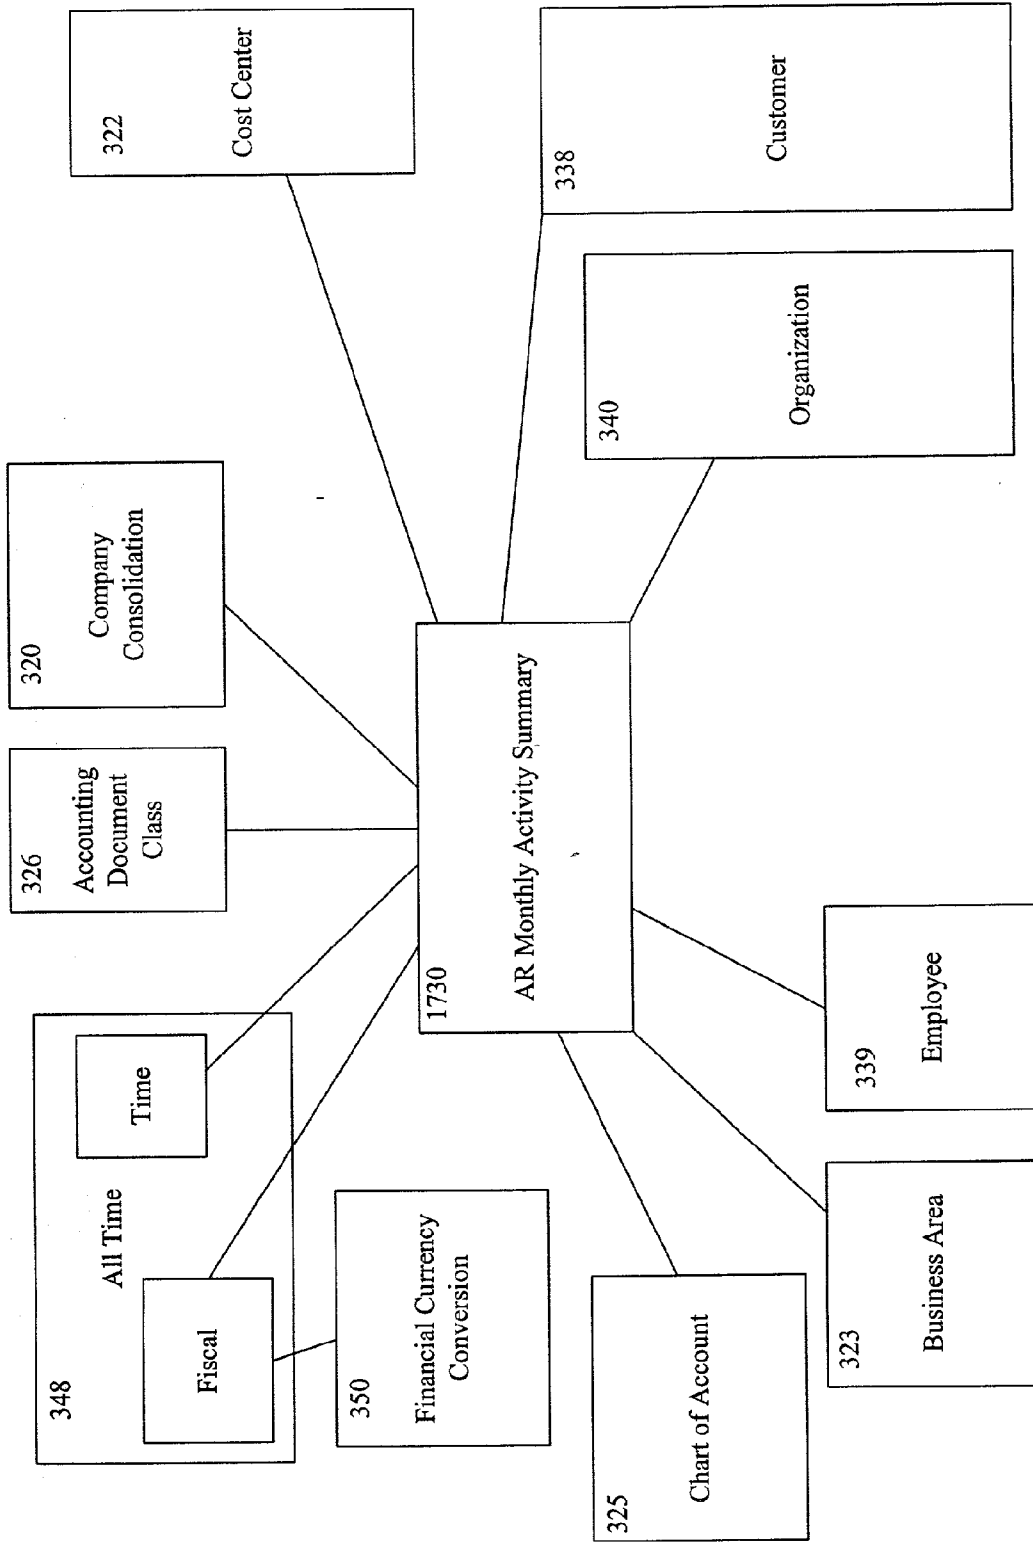 348
All Time
Time
Fiscal
350
Financial Currency
Conversion
326
Accounting
Document
Class
320
Company
Consolidation
322
Cost Center
1730
AR Monthly Activity Summary
325
Chart of Account
323
Business Area
339
Employee
340
Organization
338
Customer